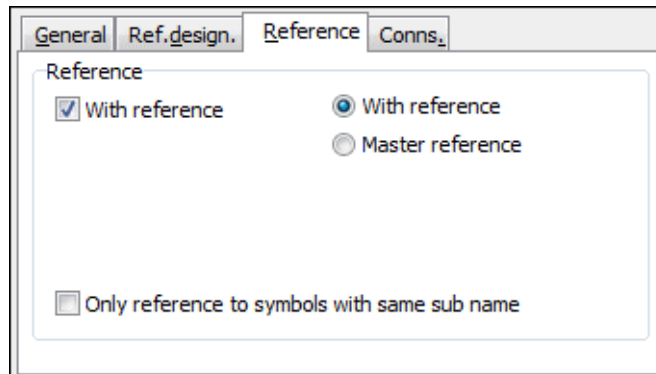 General Ref.design. Reference Conns.
Reference
With reference With reference
Master reference
Only reference to symbols with same sub name